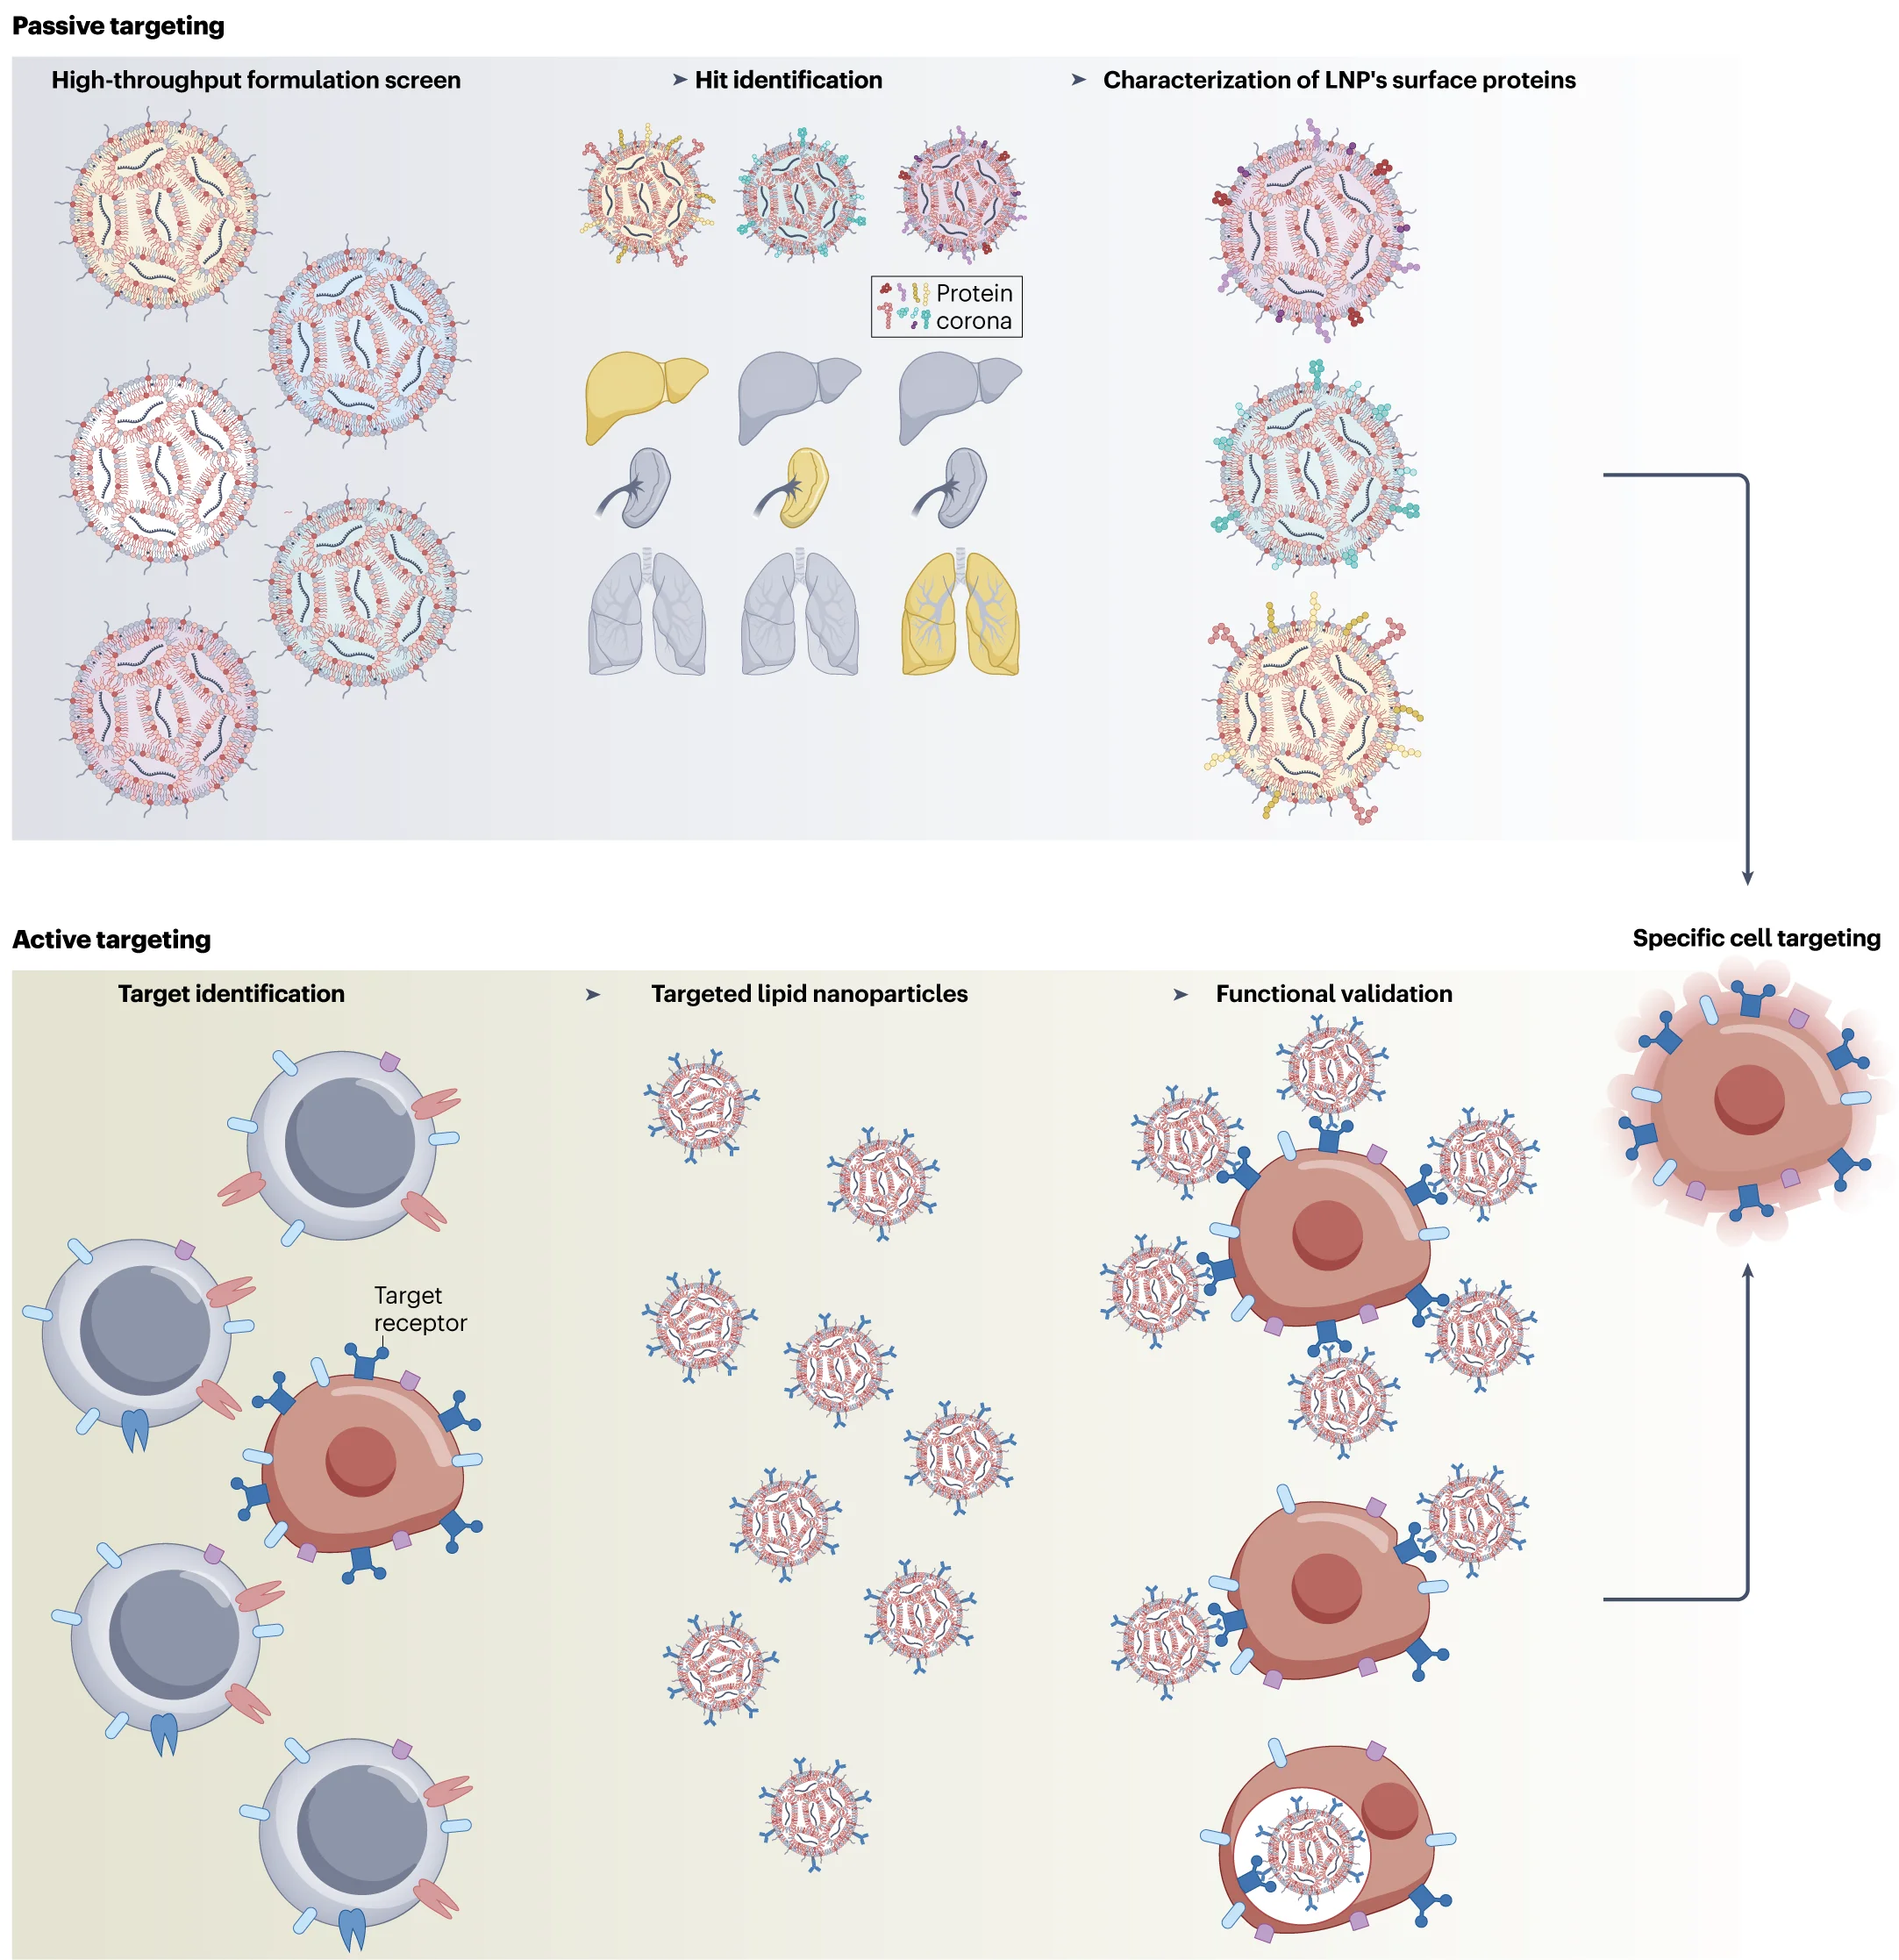 Passive targeting
High-throughput formulation screen
Hit identification
Characterization of LNP's surface proteins
Protein
corona
Active targeting
Specific cell targeting
Target identification
Targeted lipid nanoparticles
Functional validation
Target
receptor